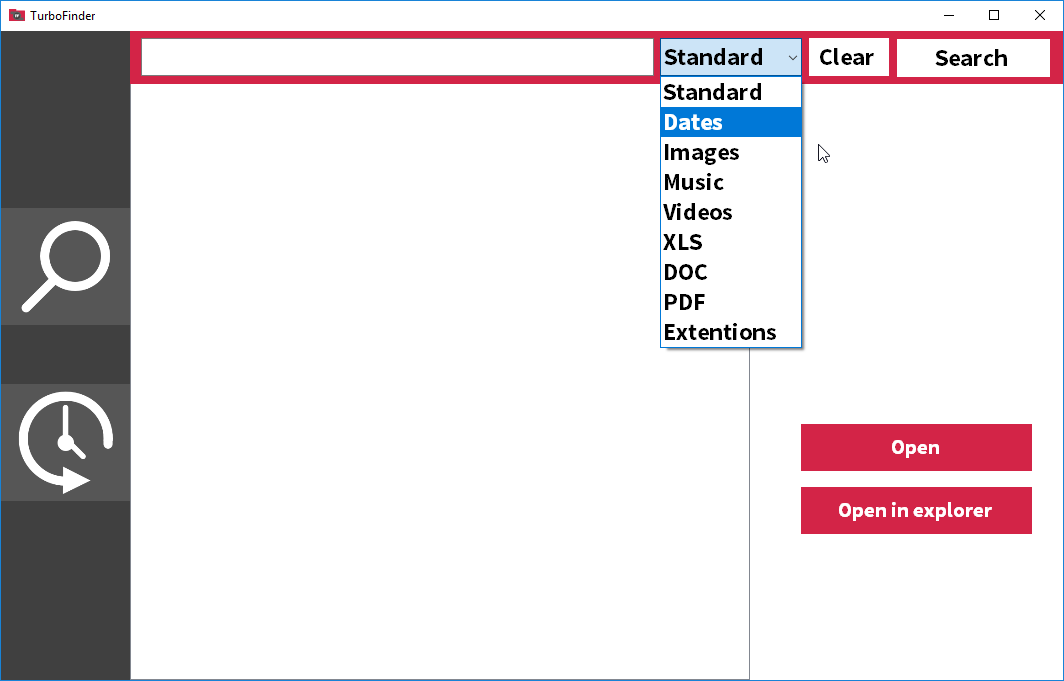 TurboFinder
Standard Clear Search
Standard
Dates
Images
Music
Videos
XLS
DOC
PDF
Extentions
Open
Open in explorer